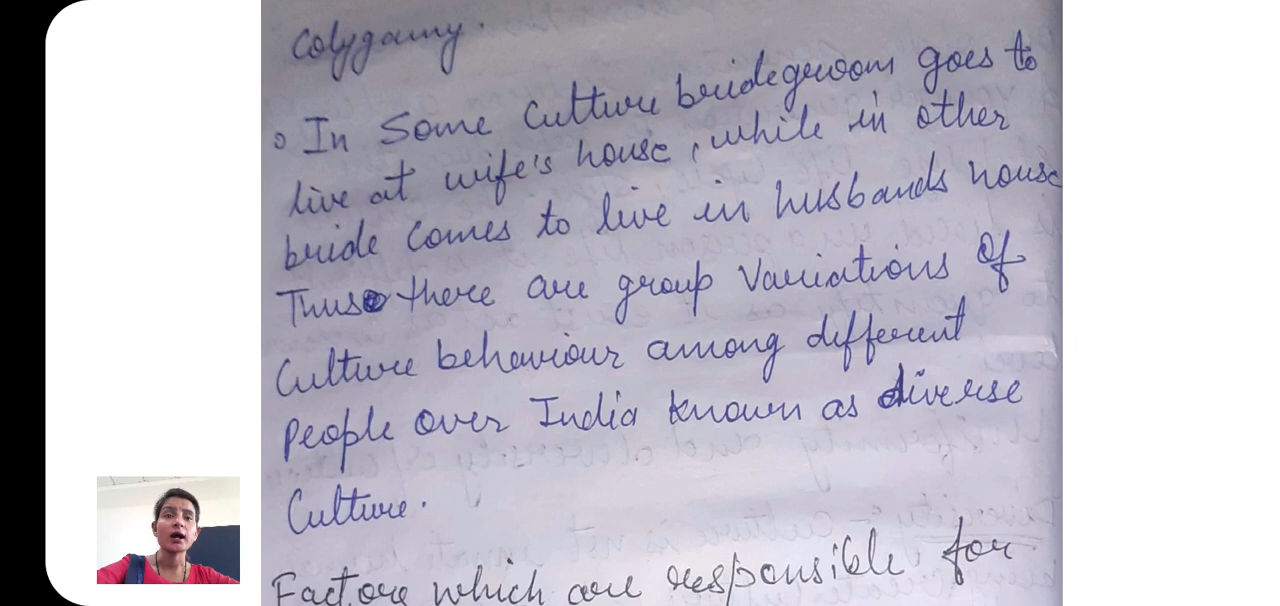 Colygamy.
In Some Culture bridegroom goes to
live at wife's house, while in other
bride comes to live in husbands house
Thus there are group Variations Of
Culture behaviour among different
People over India known as diverse
Culture.
Factors which are responsible for